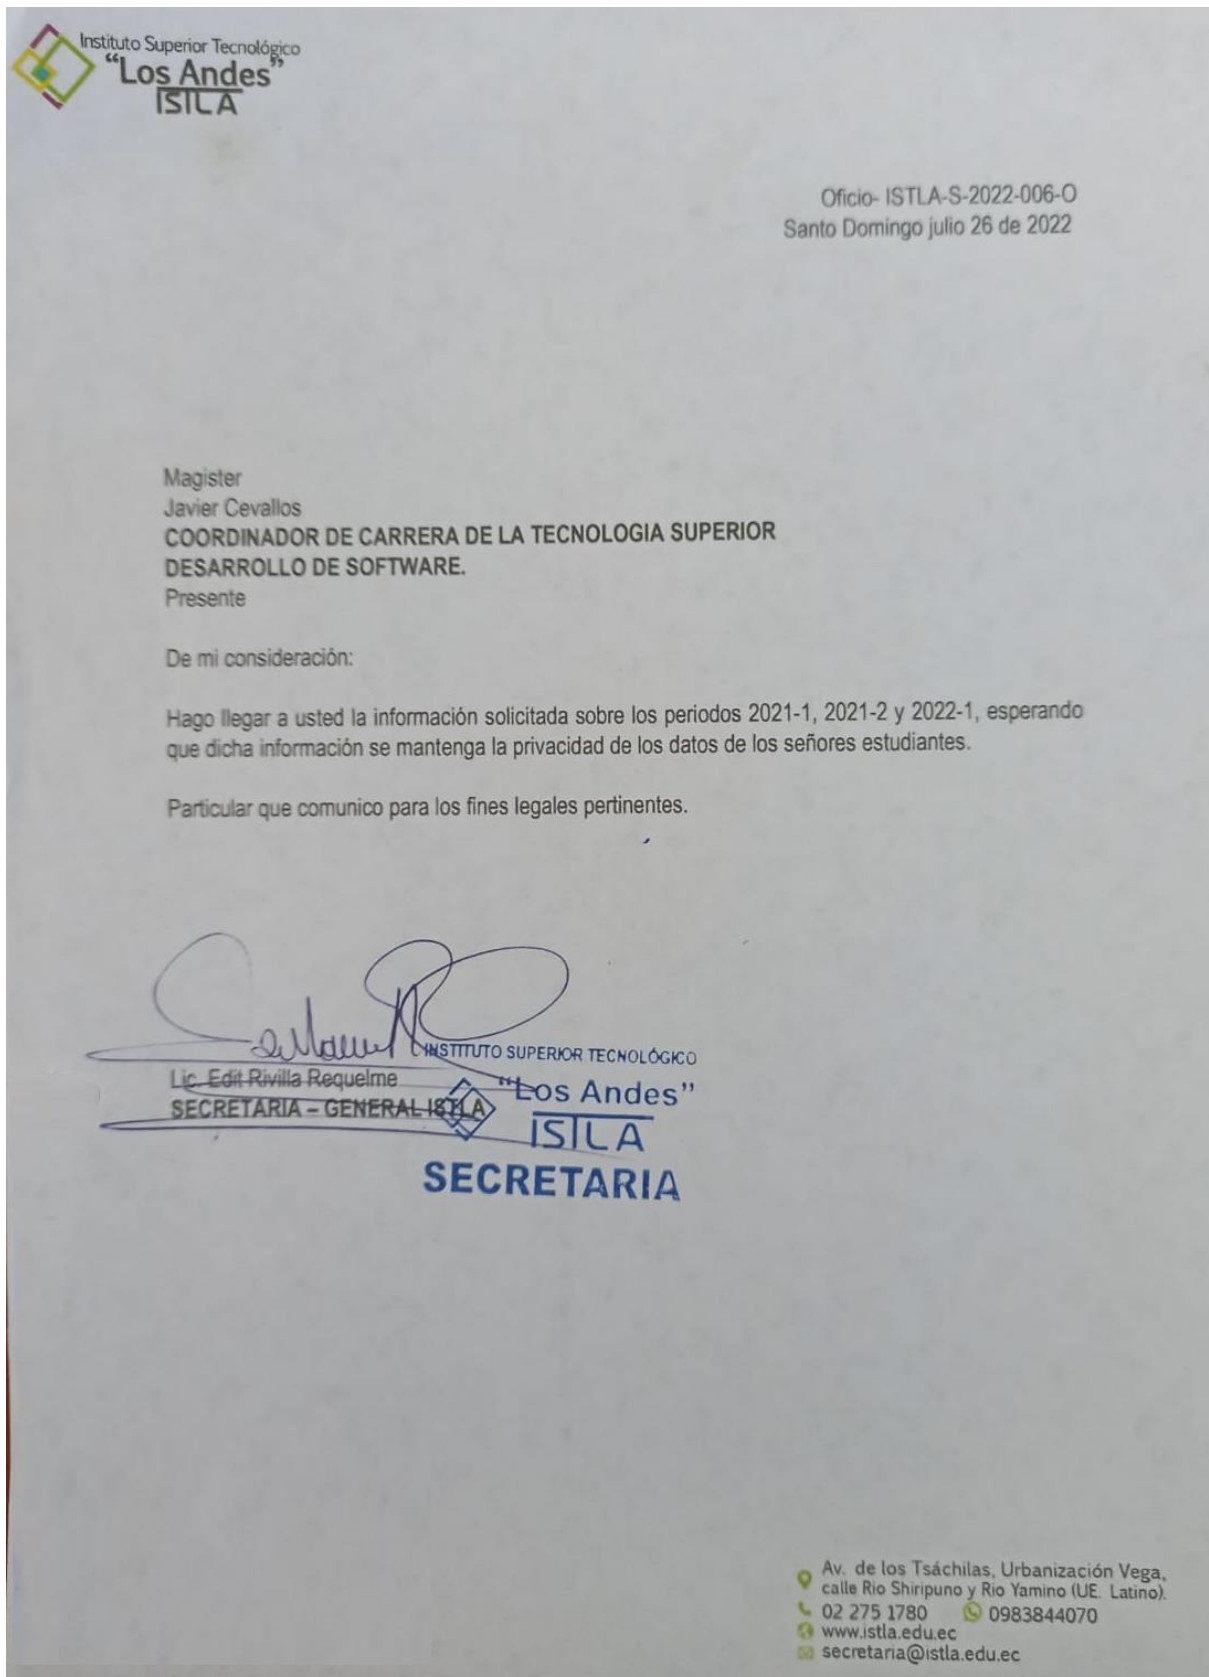 Instituto Superior Tecnológico
“Los Andes”
ISTLA
Oficio- ISTLA-S-2022-006-O
Santo Domingo julio 26 de 2022
Magister
Javier Cevallos
COORDINADOR DE CARRERA DE LA TECNOLOGIA SUPERIOR
DESARROLLO DE SOFTWARE.
Presente
De mi consideración:
Hago llegar a usted la información solicitada sobre los periodos 2021-1, 2021-2 y 2022-1, esperando
que dicha información se mantenga la privacidad de los datos de los señores estudiantes.
Particular que comunico para los fines legales pertinentes.
Lic. Edit Rivilla Requelme
SECRETARIA – GENERAL ISTLA
INSTITUTO SUPERIOR TECNOLÓGICO
“Los Andes”
ISTLA
SECRETARIA
Av. de los Tsáchilas, Urbanización Vega,
calle Rio Shiripuno y Rio Yamino (UE. Latino).
02 275 1780 0983844070
www.istla.edu.ec
secretaria@istla.edu.ec